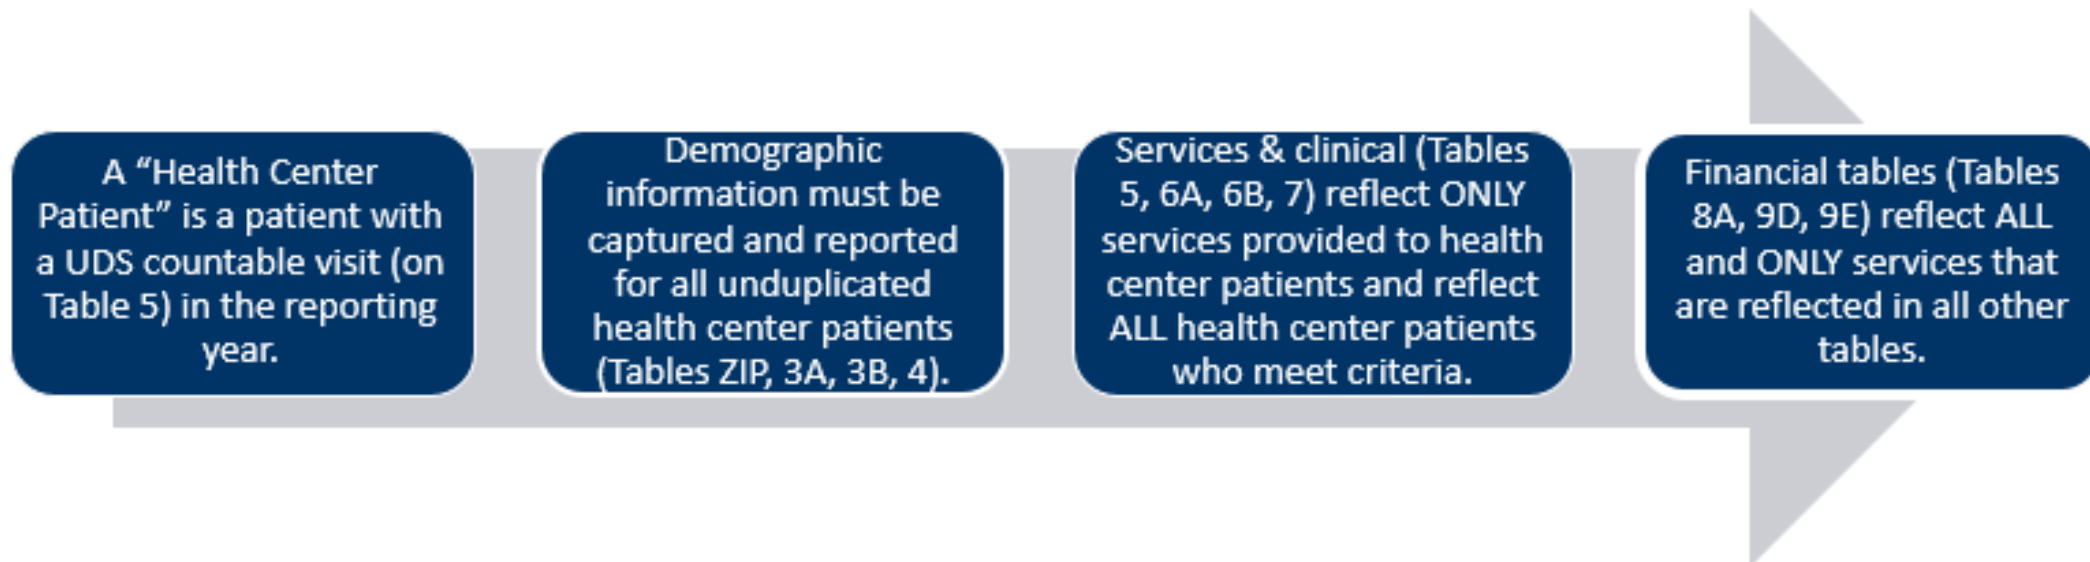 A “Health Center
Patient” is a patient with
a UDS countable visit (on
Table 5) in the reporting
year.
Demographic
information must be
captured and reported
for all unduplicated
health center patients
(Tables ZIP, 3A, 3B, 4).
Services & clinical (Tables
5, 6A, 6B, 7) reflect ONLY
services provided to health
center patients and reflect
ALL health center patients
who meet criteria.
Financial tables (Tables
8A, 9D, 9E) reflect ALL
and ONLY services that
are reflected in all other
tables.